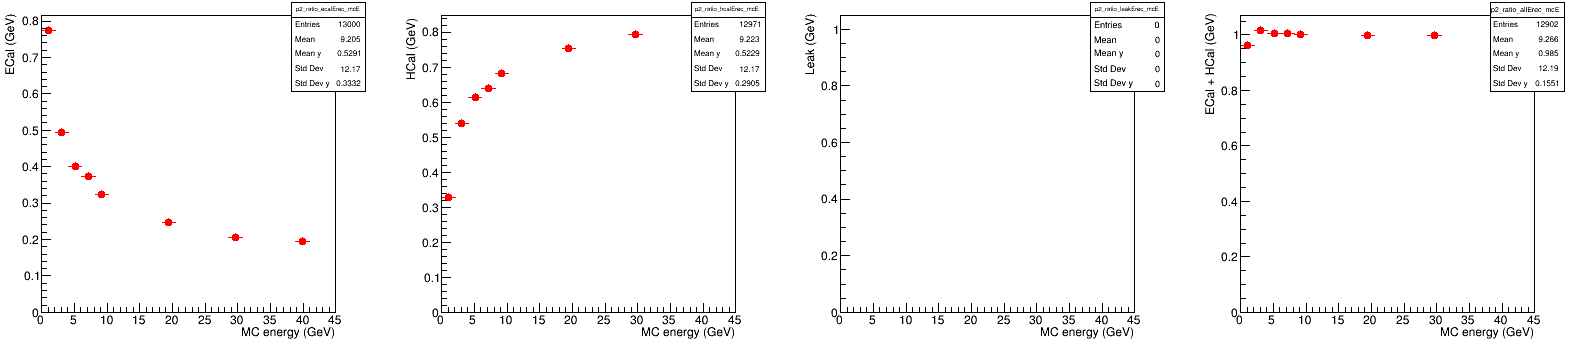 p2_ratio_ecalErec_mcE
Entries 13000
Mean 9.205
Mean y 0.5291
Std Dev 12.17
Std Dev y 0.3332
ECal (GeV)
0.8
0.7
0.6
0.5
0.4
0.3
0.2
0.1
0
0 5 10 15 20 25 30 35 40 45
MC energy (GeV)
p2_ratio_hcalErec_mcE
Entries 12971
Mean 9.223
Mean y 0.5229
Std Dev 12.17
Std Dev y 0.2905
HCal (GeV)
0.8
0.7
0.6
0.5
0.4
0.3
0.2
0.1
0
0 5 10 15 20 25 30 35 40 45
MC energy (GeV)
p2_ratio_leakErec_mcE
Entries 0
Mean 0
Mean y 0
Std Dev 0
Std Dev y 0
Leak (GeV)
1
0.8
0.6
0.4
0.2
0
0 5 10 15 20 25 30 35 40 45
MC energy (GeV)
p2_ratio_allErec_mcE
Entries 12902
Mean 9.266
Mean y 0.985
Std Dev 12.19
Std Dev y 0.1551
ECal + HCal (GeV)
1
0.8
0.6
0.4
0.2
0
0 5 10 15 20 25 30 35 40 45
MC energy (GeV)